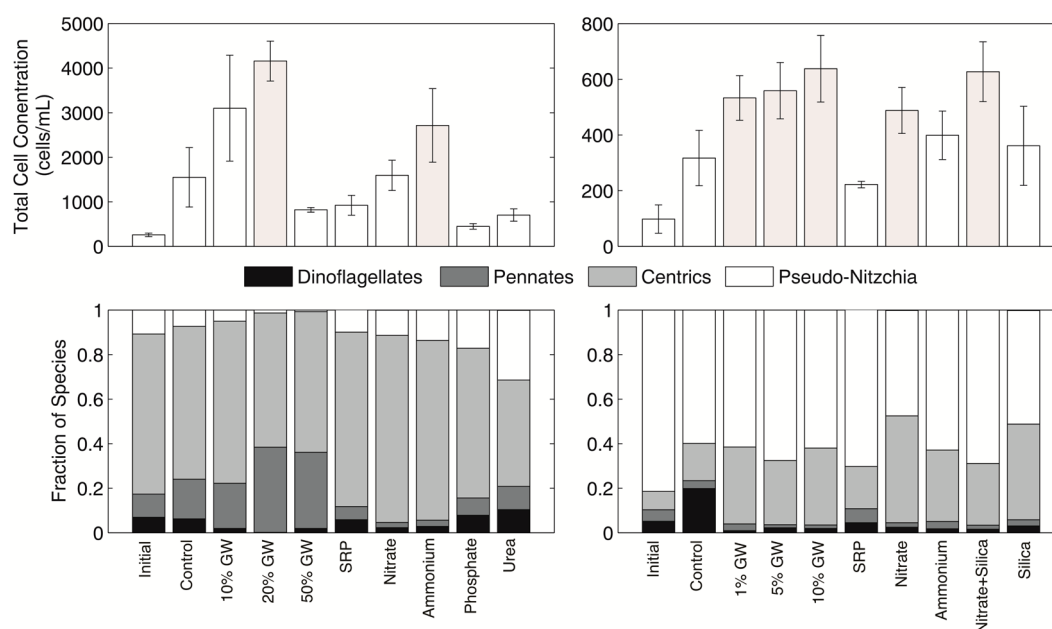 Total Cell Conentration
(cells/mL)
5000
4000
3000
2000
1000
0
800
600
400
200
0
Dinoflagellates
Pennates
Centrics
Pseudo-Nitzchia
Fraction of Species
1
0.8
0.6
0.4
0.2
0
Initial
Control
10% GW
20% GW
50% GW
SRP
Nitrate
Ammonium
Phosphate
Urea
1
0.8
0.6
0.4
0.2
0
Initial
Control
1% GW
5% GW
10% GW
SRP
Nitrate
Ammonium
Nitrate+Silica
Silica